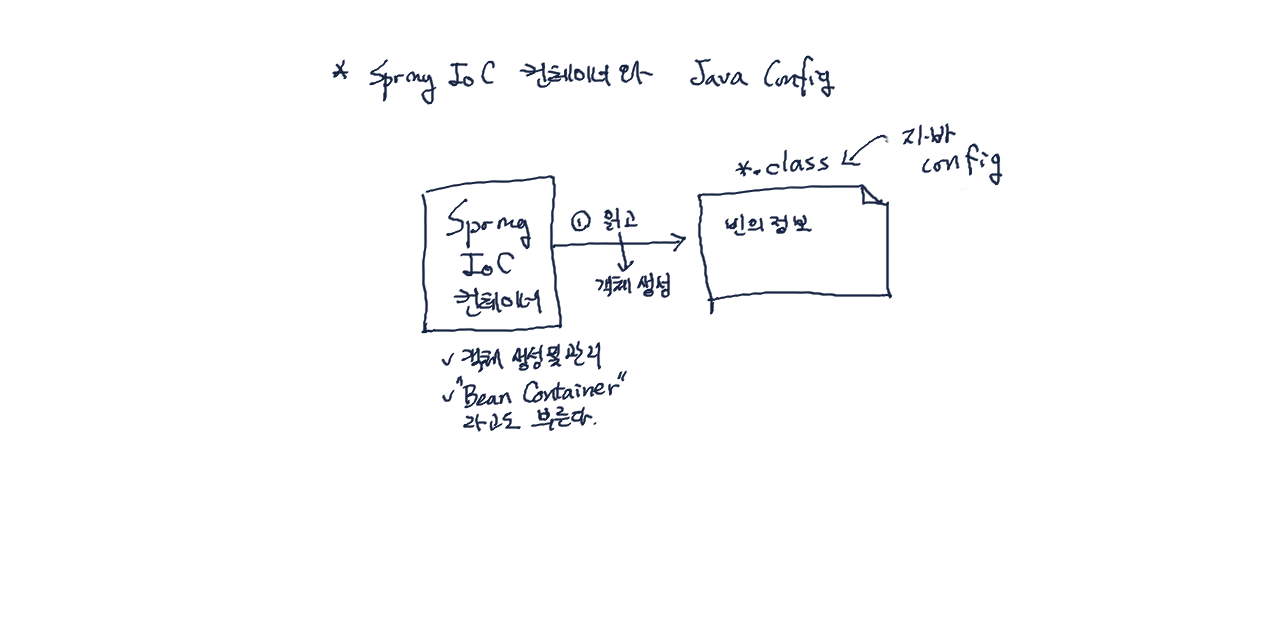 * Spring IoC 컨테이너와 Java Config
자바
config
*.class
Spring
IoC
컨테이너
① 읽고
객체 생성
빈의 정보
✓ 객체 생성 및 관리
✓ "Bean Container"
라고도 부른다.